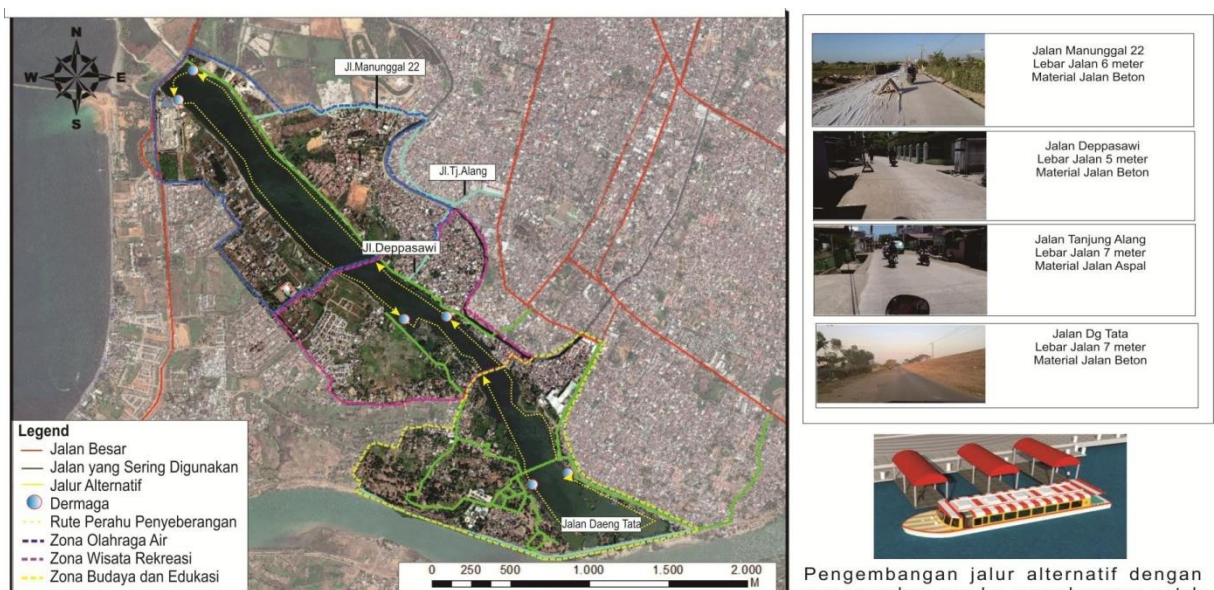 N
W
E
S
Jl.Manunggal 22
Jl.Tj.Alang
Jl.Deppasawi
Jalan Daeng Tata
Legend
Jalan Besar
Jalan yang Sering Digunakan
Jalur Alternatif
Dermaga
Rute Perahu Penyeberangan
Zona Olahraga Air
Zona Wisata Rekreasi
Zona Budaya dan Edukasi
0 250 500 1.000 1.500 2.000
M
Jalan Manunggal 22
Lebar Jalan 6 meter
Material Jalan Beton
Jalan Deppasawi
Lebar Jalan 5 meter
Material Jalan Beton
Jalan Tanjung Alang
Lebar Jalan 7 meter
Material Jalan Aspal
Jalan Dg Tata
Lebar Jalan 7 meter
Material Jalan Beton
Pengembangan jalur alternatif dengan